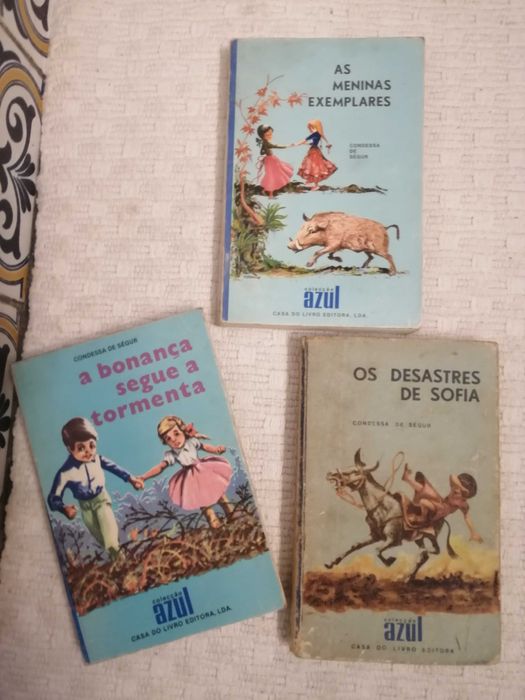 AS
MENINAS
EXEMPLARES
CONDESSA
DE
SÉGUR
colecção
azul
CASA DO LIVRO EDITORA, LDA.
CONDESSA DE SÉGUR
a bonança
segue a
tormenta
colecção
azul
CASA DO LIVRO EDITORA, LDA.
OS DESASTRES
DE SOFIA
CONDESSA DE SÉGUR
colecção
azul
CASA DO LIVRO EDITORA